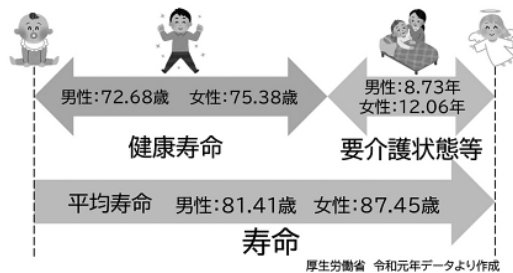 男性:72.68歳 女性:75.38歳
男性:8.73年
女性:12.06年
健康寿命
要介護状態等
平均寿命 男性:81.41歳 女性:87.45歳
寿命
厚生労働省 令和元年データより作成